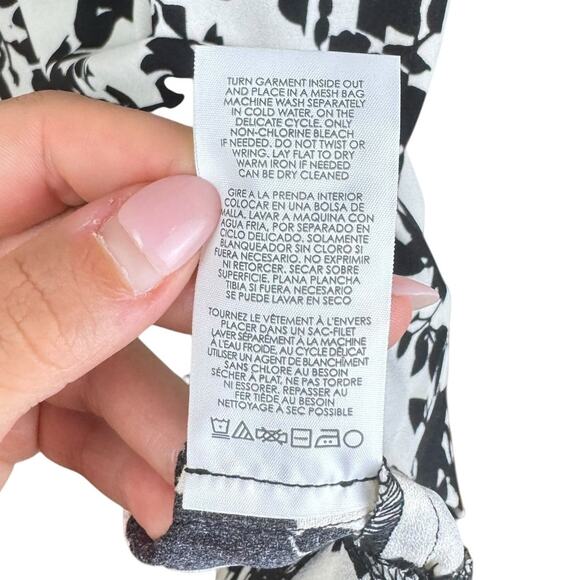 TURN GARMENT INSIDE OUT
AND PLACE IN A MESH BAG
MACHINE WASH SEPARATELY
IN COLD WATER, ON THE
DELICATE CYCLE. ONLY
NON-CHLORINE BLEACH
IF NEEDED. DO NOT TWIST OR
WRING. LAY FLAT TO DRY
WARM IRON IF NEEDED
CAN BE DRY CLEANED
GIRE A LA PRENDA INTERIOR
COLOCAR EN UNA BOLSA DE
MALLA. LAVAR A MAQUINA CON
AGUA FRIA, POR SEPARADO EN
CICLO DELICADO. SOLAMENTE
BLANQUEADOR SIN CLORO SI
FUERA NECESARIO. NO EXPRIMIR
NI RETORCER. SECAR SOBRE
SUPERFICIE. PLANA PLANCHA
TIBIA SI FUERA NECESARIO
SE PUEDE LAVAR EN SECO
TOURNEZ LE VÊTEMENT À L'ENVERS
PLACER DANS UN SAC-FILET
LAVER SÉPARÉMENT À LA MACHINE
À L'EAU FROIDE, AU CYCLE DÉLICAT
UTILISER UN AGENT DE BLANCHÎMENT
SANS CHLORE AU BESOIN
SÉCHER À PLAT, NE PAS TORDRE
NI ESSORER. REPASSER AU
FER TIÈDE AU BESOIN
NETTOYAGE À SEC POSSIBLE